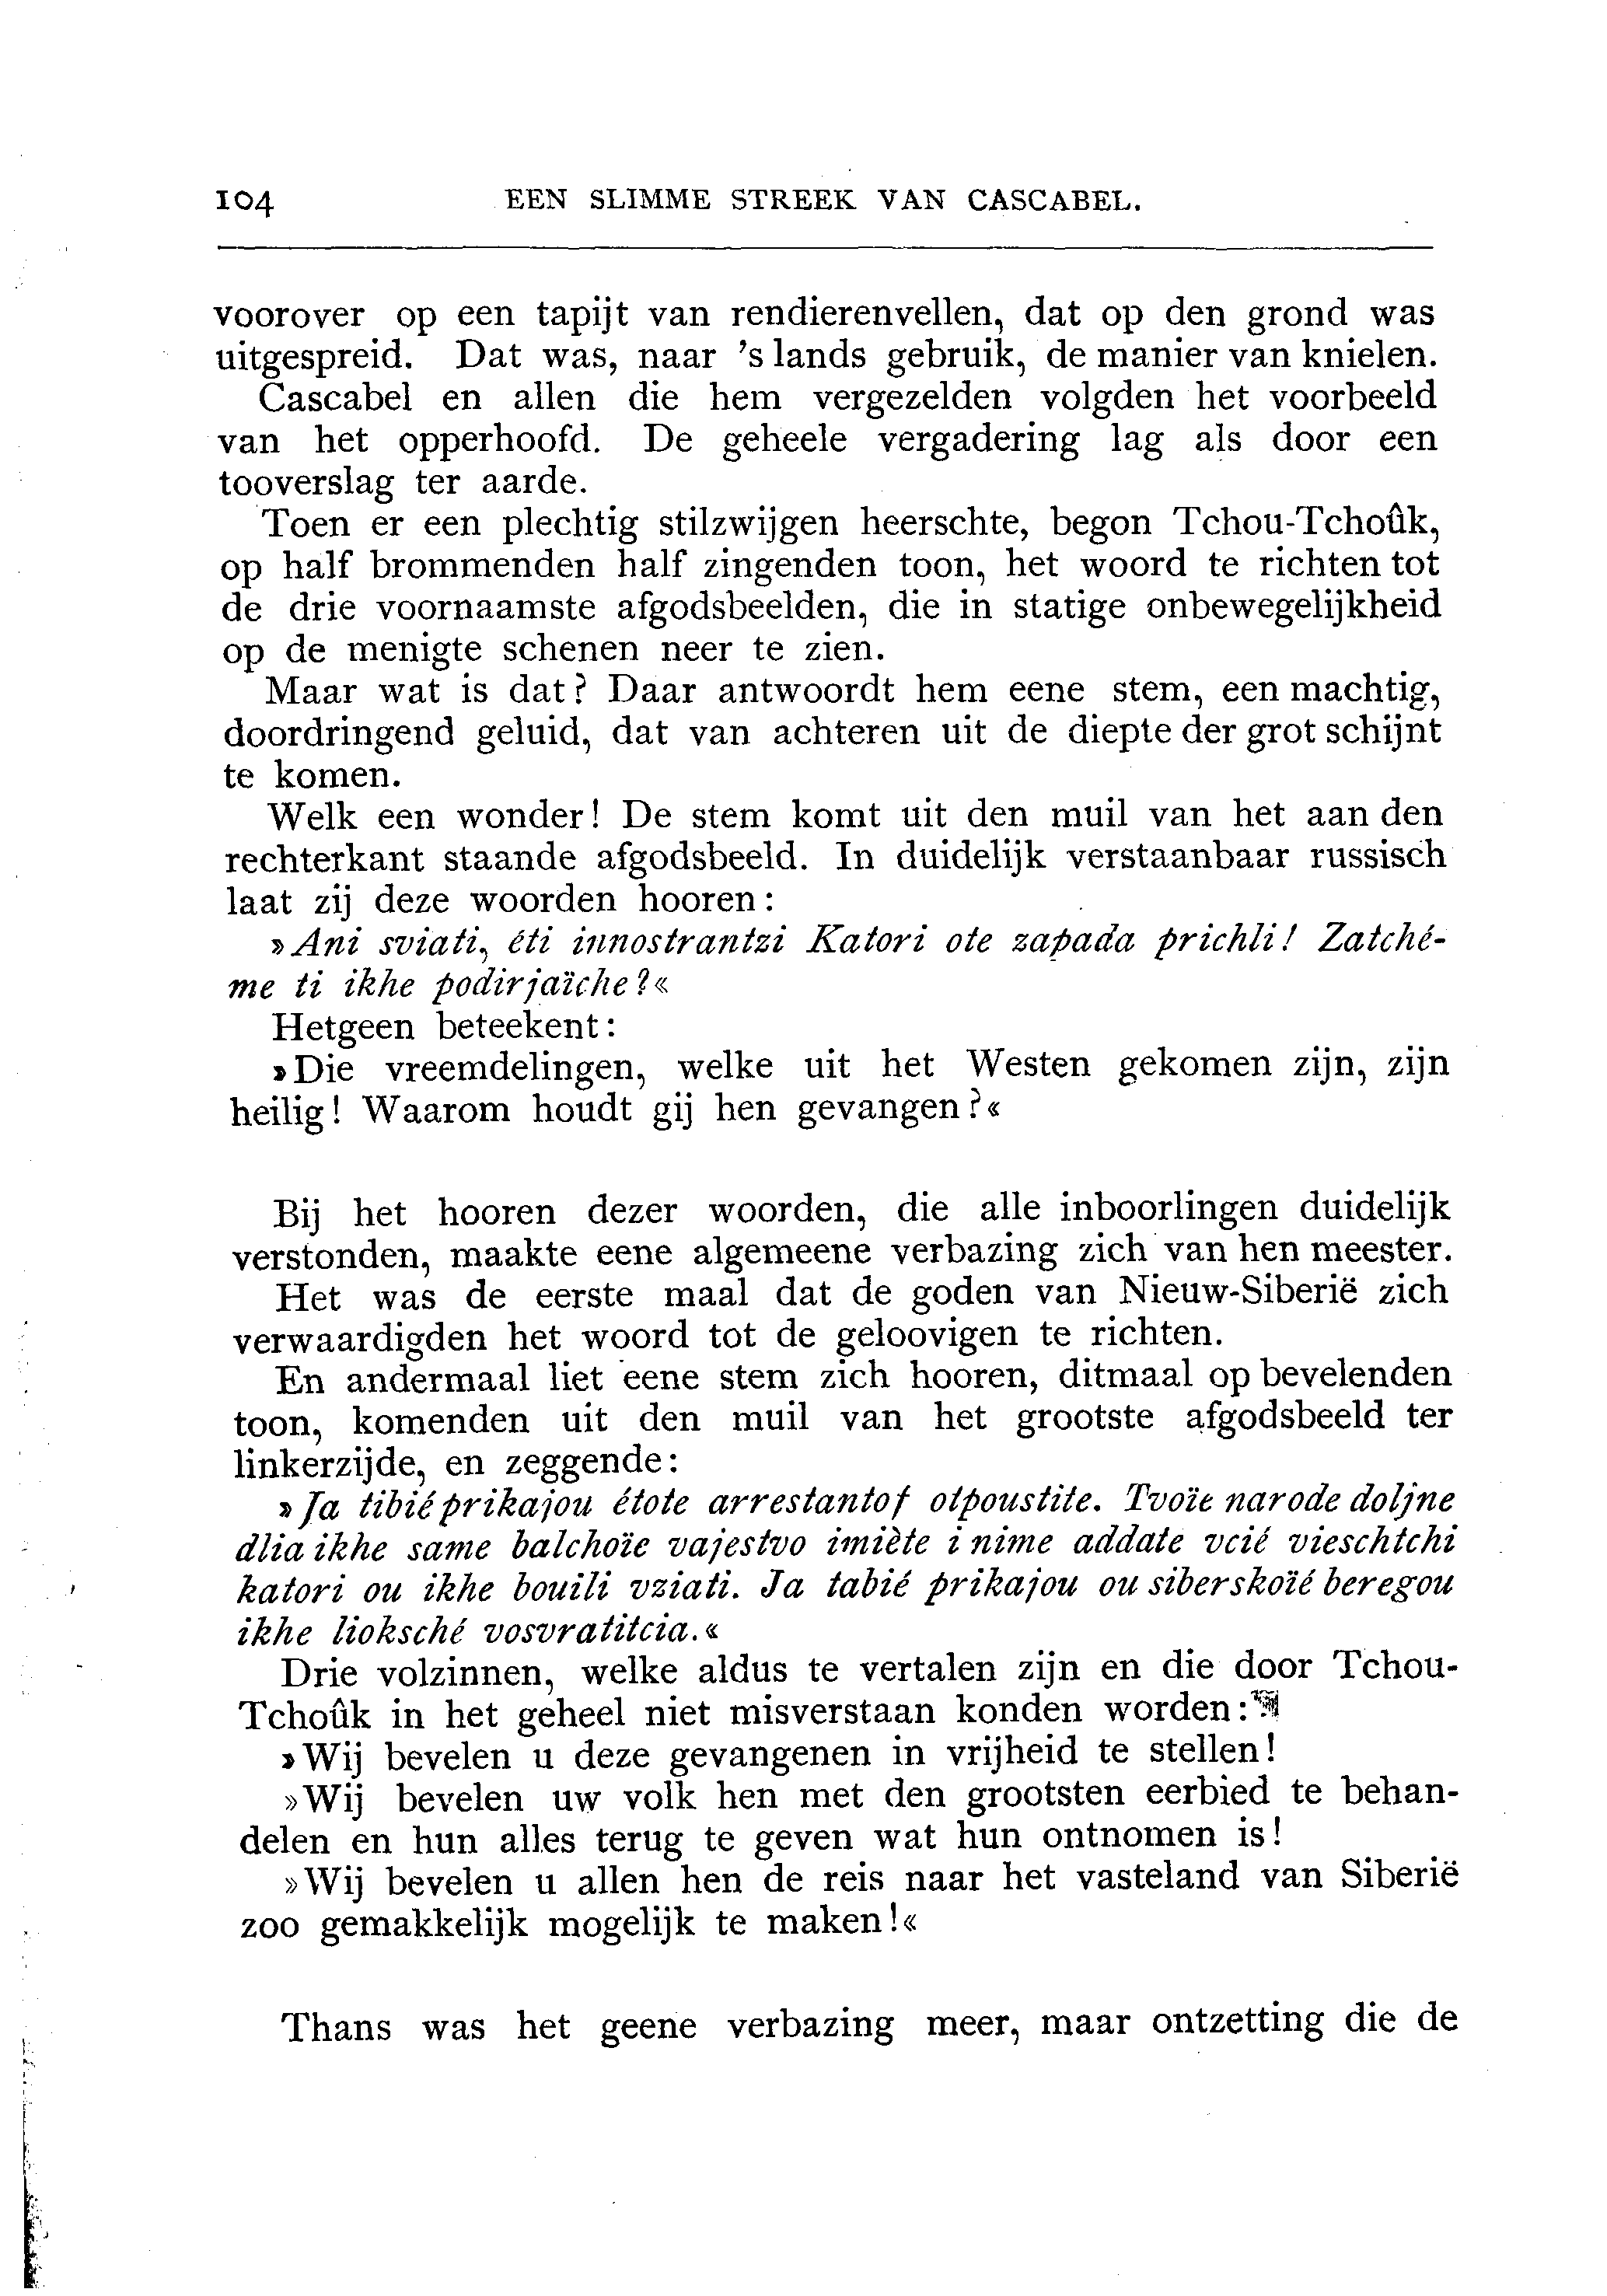 104 EEN SLIMME STREEK VAN CASCABEL.
voorover op een tapijt van rendierenvellen, dat op den grond was
uitgespreid. Dat was, naar 's lands gebruik, de manier van knielen.
Cascabel en allen die hem vergezelden volgden het voorbeeld
van het opperhoofd. De geheele vergadering lag als door een
tooverslag ter aarde.
Toen er een plechtig stilzwijgen heerschte, begon Tchou-Tchoûk,
op half brommenden half zingenden toon, het woord te richten tot
de drie voornaamste afgodsbeelden, die in statige onbewegelijkheid
op de menigte schenen neer te zien.
Maar wat is dat? Daar antwoordt hem eene stem, een machtig,
doordringend geluid, dat van achteren uit de diepte der grot schijnt
te komen.
Welk een wonder! De stem komt uit den muil van het aan den
rechterkant staande afgodsbeeld. In duidelijk verstaanbaar russisch
laat zij deze woorden hooren:
»Ani sviati, éti innostrantzi Katori ote zapada prichli! Zatché-
me ti ikhe podirjaïche?«
Hetgeen beteekent:
»Die vreemdelingen, welke uit het Westen gekomen zijn, zijn
heilig! Waarom houdt gij hen gevangen?«
Bij het hooren dezer woorden, die alle inboorlingen duidelijk
verstonden, maakte eene algemeene verbazing zich van hen meester.
Het was de eerste maal dat de goden van Nieuw-Siberië zich
verwaardigden het woord tot de geloovigen te richten.
En andermaal liet eene stem zich hooren, ditmaal op bevelenden
toon, komenden uit den muil van het grootste afgodsbeeld ter
linkerzijde, en zeggende:
»Ja tibié prikajou étote arrestantof otpoustite. Tvoïe narode doljne
dlia ikhe same balchoïe vajestvo imiète i nime addate vcié vieschtchi
katori ou ikhe bouili vziati. Ja tabié prikajou ou siberskoïé beregou
ikhe lioksché vosvratitcia.«
Drie volzinnen, welke aldus te vertalen zijn en die door Tchou-
Tchoûk in het geheel niet misverstaan konden worden:
»Wij bevelen u deze gevangenen in vrijheid te stellen!
»Wij bevelen uw volk hen met den grootsten eerbied te behan-
delen en hun alles terug te geven wat hun ontnomen is!
»Wij bevelen u allen hen de reis naar het vasteland van Siberië
zoo gemakkelijk mogelijk te maken!«
Thans was het geene verbazing meer, maar ontzetting die de